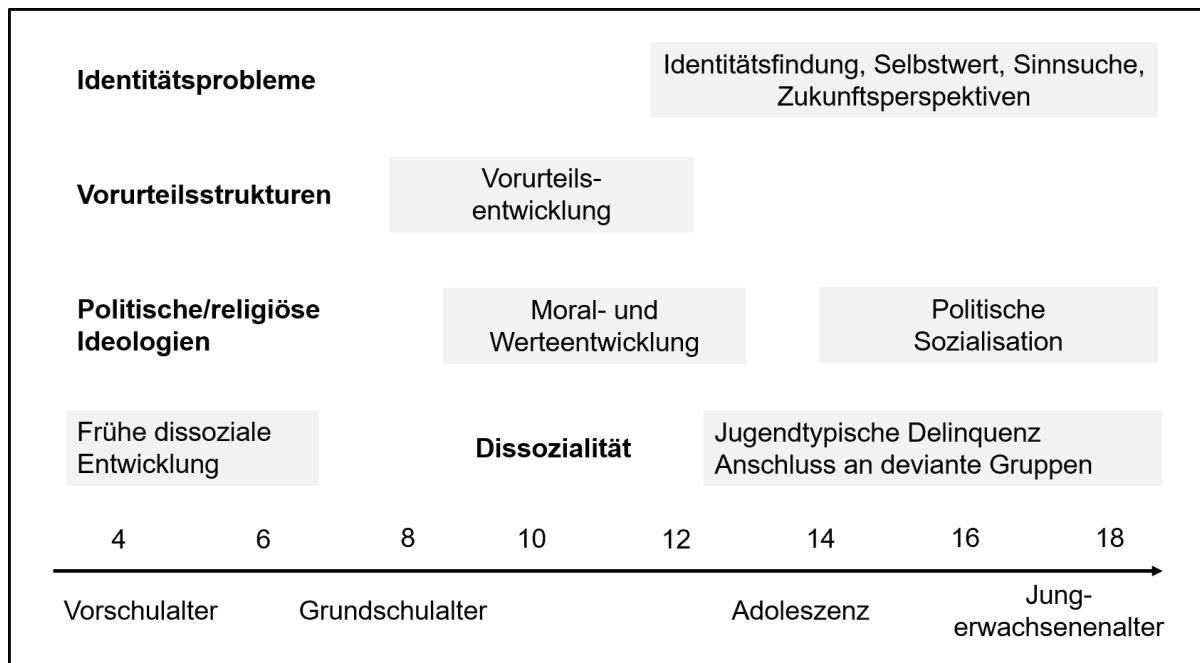 Identitätsprobleme
Identitätsfindung, Selbstwert, Sinnsuche,
Zukunftsperspektiven
Vorurteilsstrukturen
Vorurteils-
entwicklung
Politische/religiöse
Ideologien
Moral- und
Werteentwicklung
Politische
Sozialisation
Frühe dissoziale
Entwicklung
Dissozialität
Jugendtypische Delinquenz
Anschluss an deviante Gruppen
4 6 8 10 12 14 16 18
Vorschulalter
Grundschulalter
Adoleszenz
Jung-
erwachsenenalter